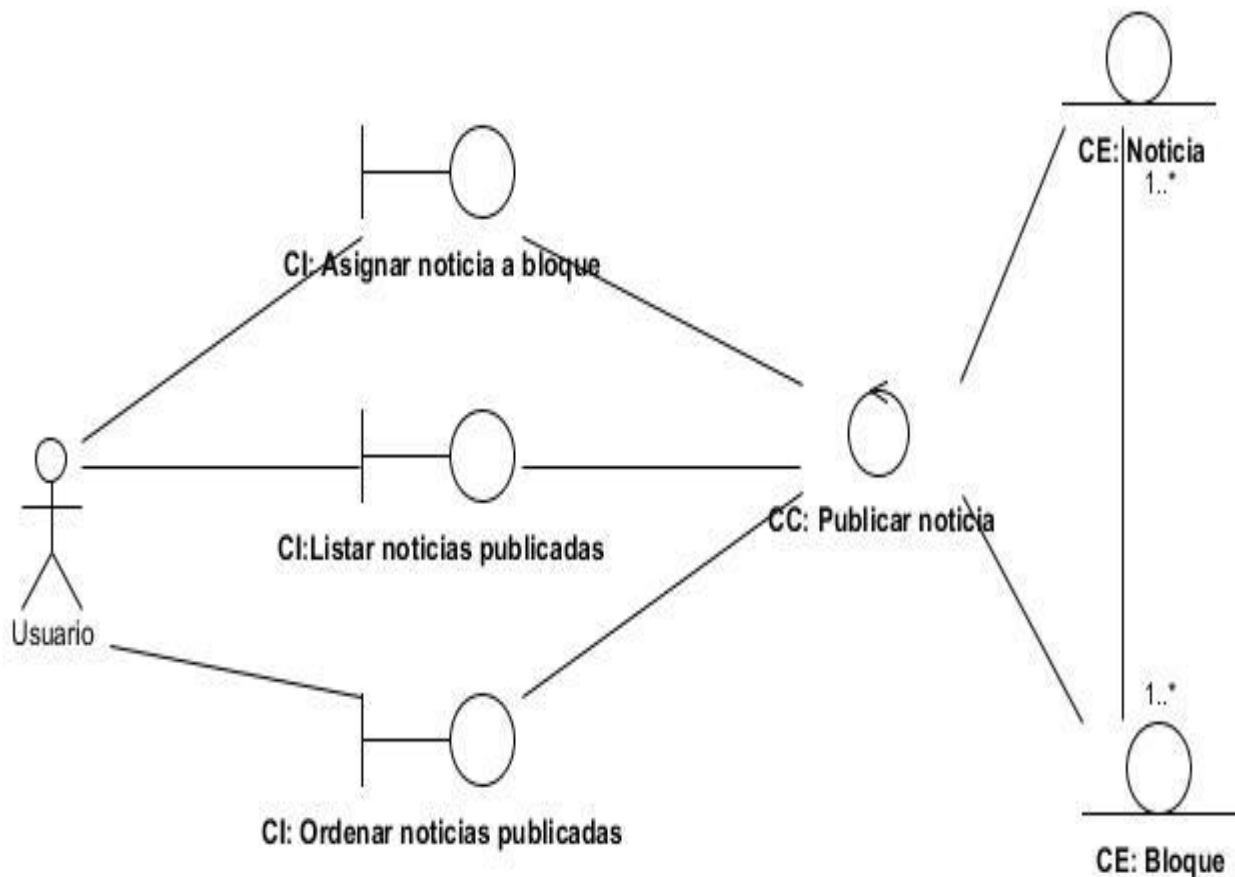 CE: Noticia
1..*
CI: Asignar noticia a bloque
CI:Listar noticias publicadas
CC: Publicar noticia
Usuario
1..*
CI: Ordenar noticias publicadas
CE: Bloque